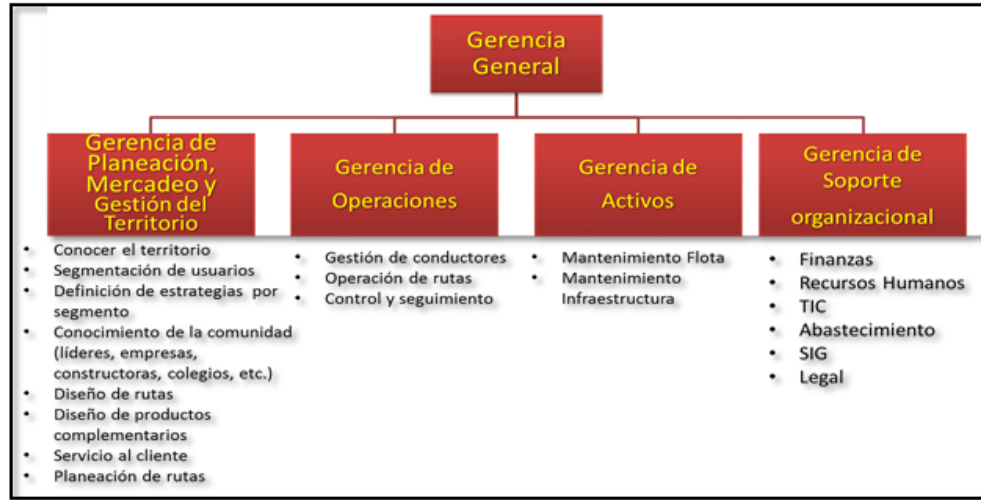 Gerencia
General
Gerencia de
Planeación,
Mercadeo y
Gestión del
Territorio
• Conocer el territorio
• Segmentación de usuarios
• Definición de estrategias por
segmento
• Conocimiento de la comunidad
(líderes, empresas,
constructoras, colegios, etc.)
• Diseño de rutas
• Diseño de productos
complementarios
• Servicio al cliente
• Planeación de rutas
Gerencia de
Operaciones
• Gestión de conductores
• Operación de rutas
• Control y seguimiento
Gerencia de
Activos
• Mantenimiento Flota
• Mantenimiento
Infraestructura
Gerencia de
Soporte
organizacional
• Finanzas
• Recursos Humanos
• TIC
• Abastecimiento
• SIG
• Legal